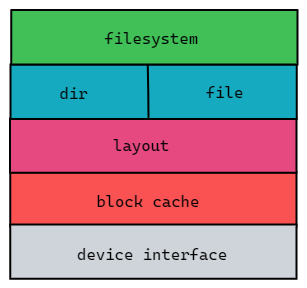 filesystem
dir
file
layout
block cache
device interface